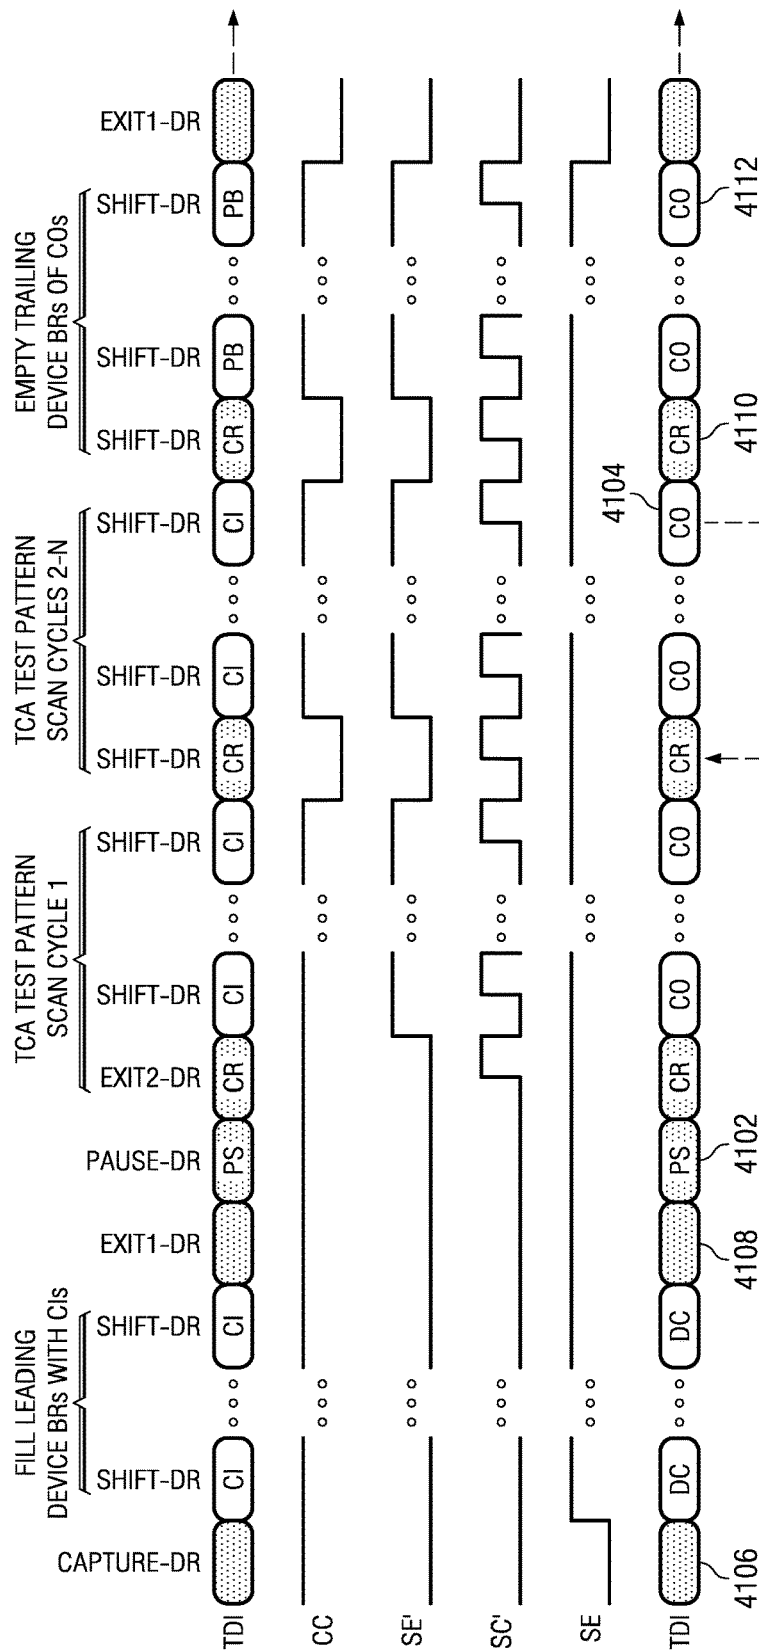 FILL LEADING
DEVICE BRs WITH CIs
TCA TEST PATTERN
SCAN CYCLE 1
TCA TEST PATTERN
SCAN CYCLES 2-N
EMPTY TRAILING
DEVICE BRs OF COs
CAPTURE-DR
SHIFT-DR
SHIFT-DR
EXIT1-DR
PAUSE-DR
EXIT2-DR
SHIFT-DR
SHIFT-DR
SHIFT-DR
SHIFT-DR
SHIFT-DR
SHIFT-DR
SHIFT-DR
SHIFT-DR
EXIT1-DR
TDI CI CI PS CR CI CI CR CI CI CR PB PB
CC
SE'
SC'
SE
4104
TDI DC DC PS CR CO CO CR CO CO CR CO CO
4106
4108
4102
4110
4112